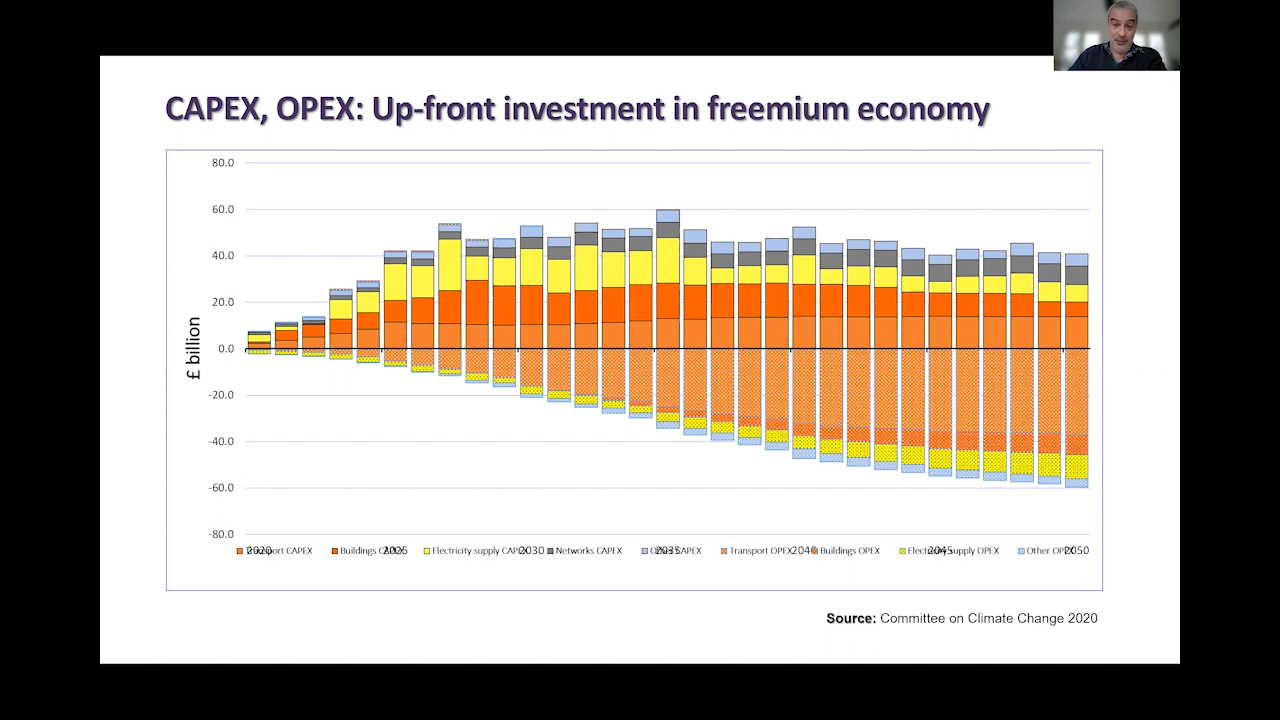 CAPEX, OPEX: Up-front investment in freemium economy
80.0
60.0
40.0
20.0
0.0
-20.0
-40.0
-60.0
-80.0
£ billion
2020 2025 2030 2035 2040 2045 2050
Transport CAPEX Buildings CAPEX Electricity supply CAPEX Networks CAPEX Other CAPEX Transport OPEX Buildings OPEX Electricity supply OPEX Other OPEX
Source: Committee on Climate Change 2020